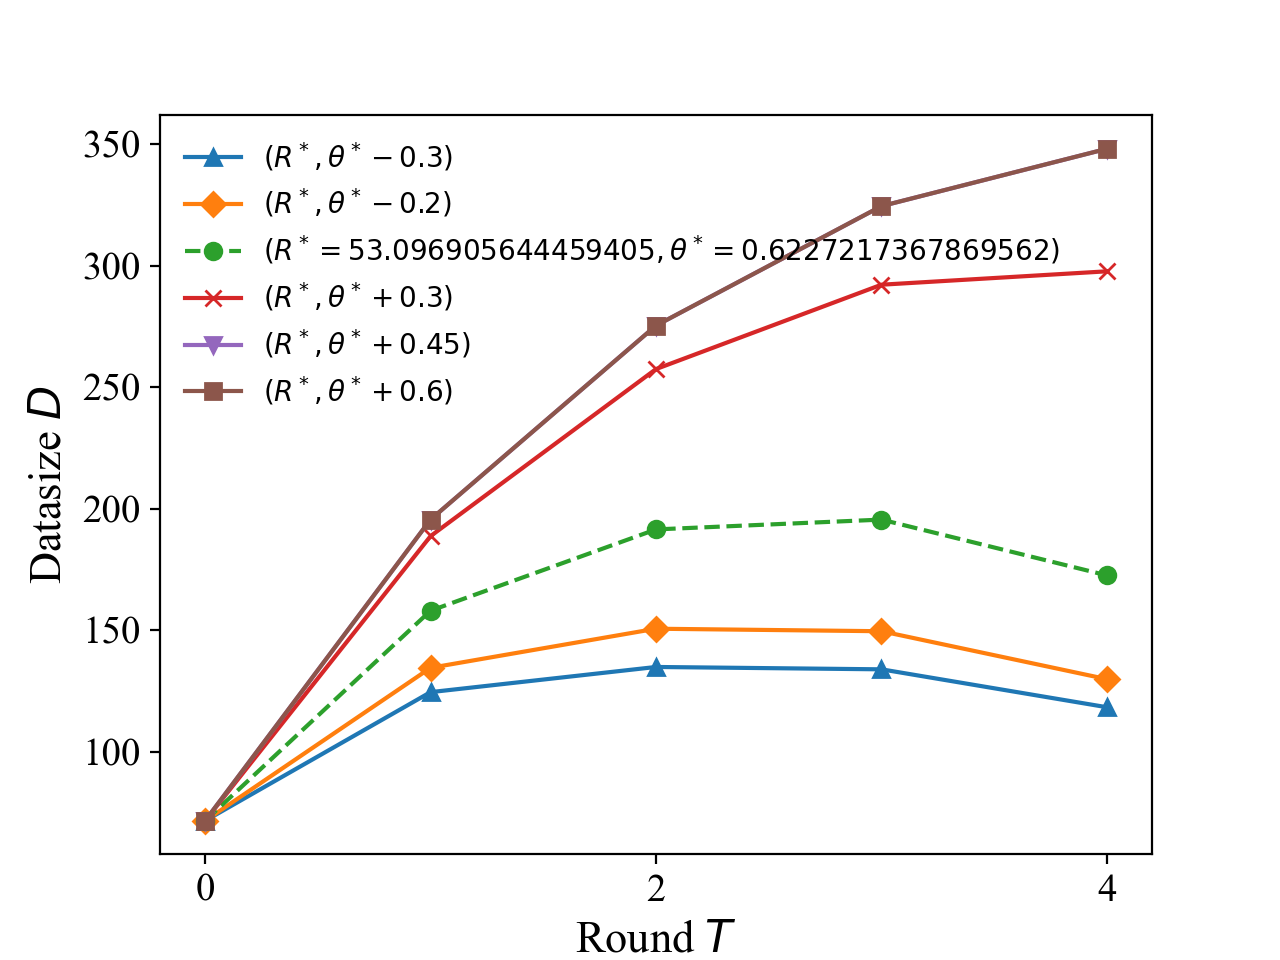 350
300
250
200
150
100
Datasize D
(R*, θ* − 0.3)
(R*, θ* − 0.2)
(R* = 53.096905644459405, θ* = 0.6227217367869562)
(R*, θ* + 0.3)
(R*, θ* + 0.45)
(R*, θ* + 0.6)
0 2 4
Round T